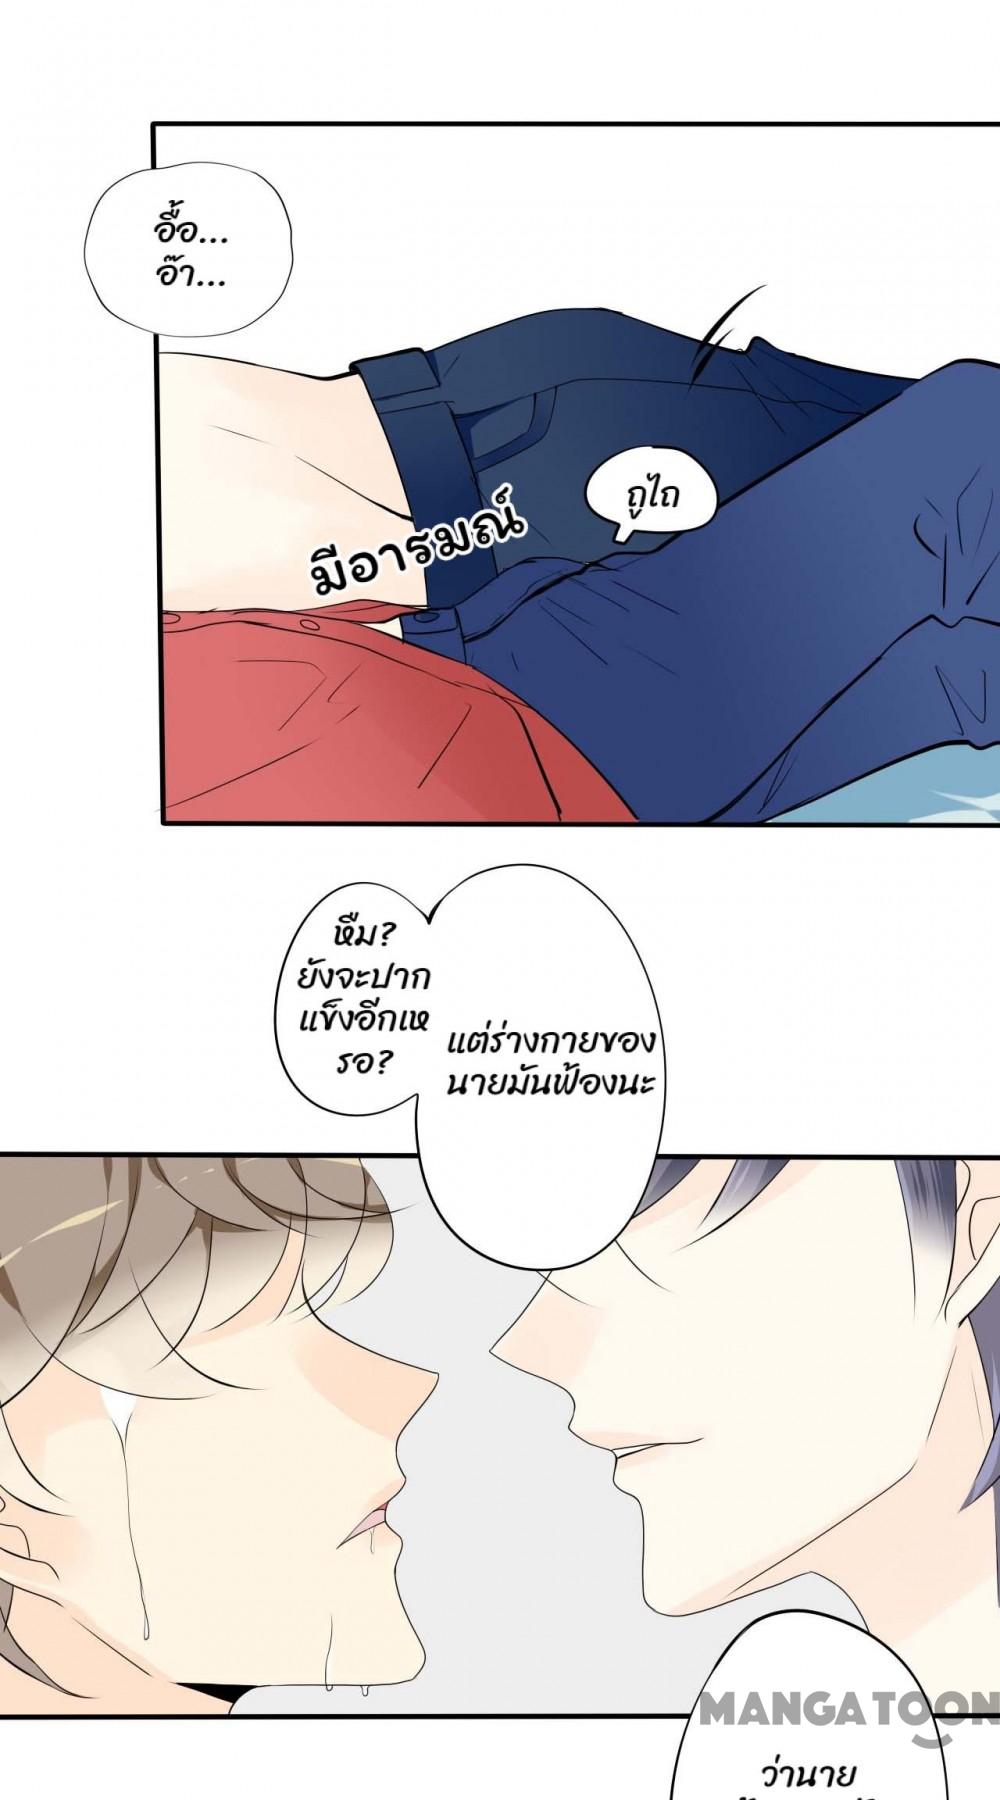 อื้อ...
อ๊า...
ถูไถ
มีอารมณ์
หืม?
ยังจะปาก
แข็งอีกเห
รอ?
แต่ร่างกายของ
นายมันฟ้องนะ
MANGATOON
ว่านาย